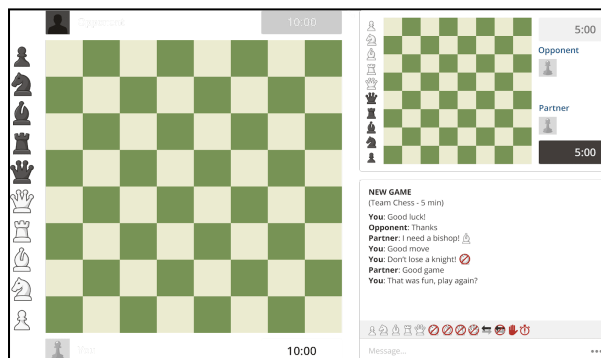 Opponent
10:00
5:00
Opponent
Partner
5:00
NEW GAME
(Team Chess - 5 min)
You: Good luck!
Opponent: Thanks
Partner: I need a bishop!
You: Good move
You: Don't lose a knight!
Partner: Good game
You: That was fun, play again?
You
10:00
Message...